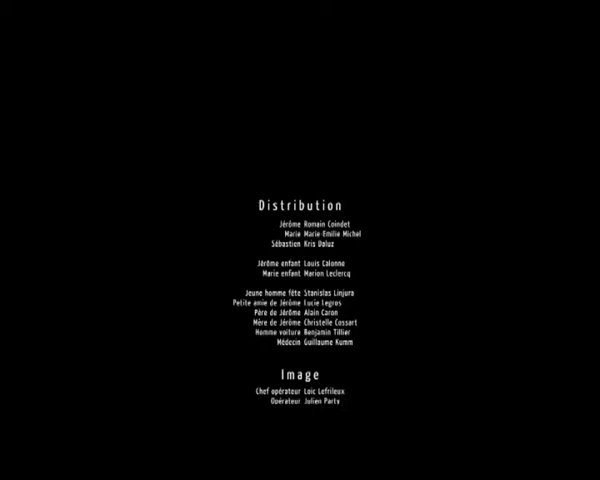 Distribution
Jérôme Romain Coindet
Marie Marie-Emilie Michel
Sébastien Kris Daluz
Jérôme enfant Louis Calonne
Marie enfant Marion Leclercq
Jeune homme fête Stanislas Linjura
Petite amie de Jérôme Lucie Legros
Père de Jérôme Alain Caron
Mère de Jérôme Christelle Cossart
Homme voiture Benjamin Tillier
Médecin Guillaume Kumm
Image
Chef opérateur Loïc Lefrileux
Opérateur Julien Party